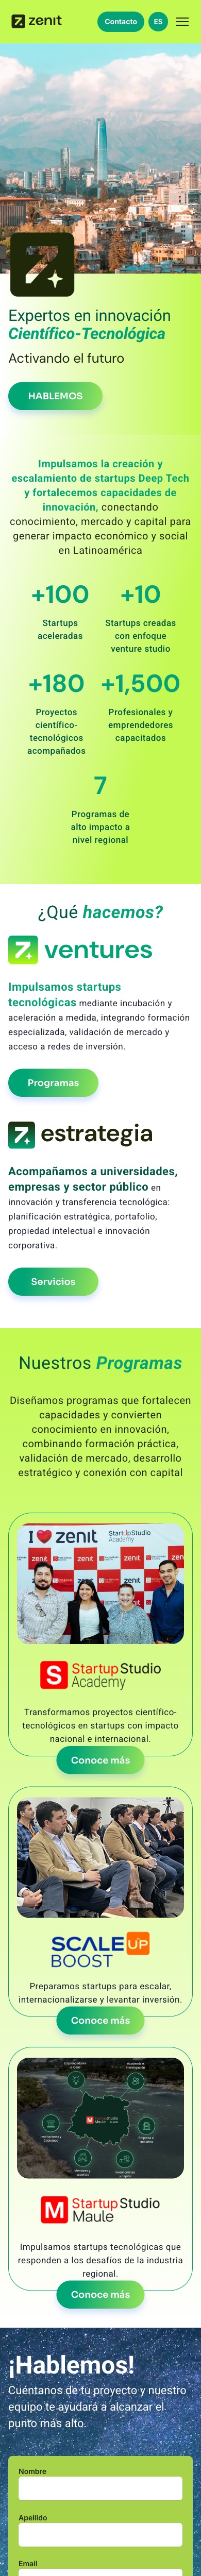 zenit
Contacto
ES
Expertos en innovación
Científico-Tecnológica
Activando el futuro
HABLEMOS
Impulsamos la creación y
escalamiento de startups Deep Tech
y fortalecemos capacidades de
innovación, conectando
conocimiento, mercado y capital para
generar impacto económico y social
en Latinoamérica
+100
Startups
aceleradas
+10
Startups creadas
con enfoque
venture studio
+180
Proyectos
científico-
tecnológicos
acompañados
+1,500
Profesionales y
emprendedores
capacitados
7
Programas de
alto impacto a
nivel regional
¿Qué hacemos?
ventures
Impulsamos startups
tecnológicas mediante incubación y
aceleración a medida, integrando formación
especializada, validación de mercado y
acceso a redes de inversión.
Programas
estrategia
Acompañamos a universidades,
empresas y sector público en
innovación y transferencia tecnológica:
planificación estratégica, portafolio,
propiedad intelectual e innovación
corporativa.
Servicios
Nuestros Programas
Diseñamos programas que fortalecen
capacidades y convierten
conocimiento en innovación,
combinando formación práctica,
validación de mercado, desarrollo
estratégico y conexión con capital
I zenit
StartupStudio
Academy
zenit
zenit
zenit
S StartupStudio
Academy
Transformamos proyectos científico-
tecnológicos en startups con impacto
nacional e internacional.
Conoce más
SCALE UP
BOOST
Preparamos startups para escalar,
internacionalizarse y levantar inversión.
Conoce más
M StartupStudio
Maule
Impulsamos startups tecnológicas que
responden a los desafíos de la industria
regional.
Conoce más
¡Hablemos!
Cuéntanos de tu proyecto y nuestro
equipo te ayudará a alcanzar el
punto más alto.
Nombre
Apellido
Email